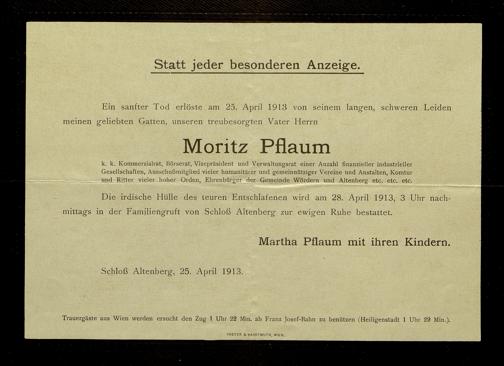 Statt jeder besonderen Anzeige.
Ein sanfter Tod erlöste am 25. April 1913 von seinem langen, schweren Leiden
meinen geliebten Gatten, unseren treubesorgten Vater Herrn
Moritz Pflaum
k. k. Kommerzialrat, Börserat, Vizepräsident und Verwaltungsrat einer Anzahl finanzieller industrieller
Gesellschaften, Ausschußmitglied vieler humanitärer und gemeinnütziger Vereine und Anstalten, Komtur
und Ritter vieler hoher Orden, Ehrenbürger der Gemeinde Wördern und Altenberg etc. etc. etc.
Die irdische Hülle des teuren Entschlafenen wird am 28. April 1913, 3 Uhr nach-
mittags in der Familiengruft von Schloß Altenberg zur ewigen Ruhe bestattet.
Martha Pflaum mit ihren Kindern.
Schloß Altenberg, 25. April 1913.
Trauergäste aus Wien werden ersucht den Zug 1 Uhr 22 Min. ab Franz Josef-Bahn zu benützen (Heiligenstadt 1 Uhr 29 Min.).